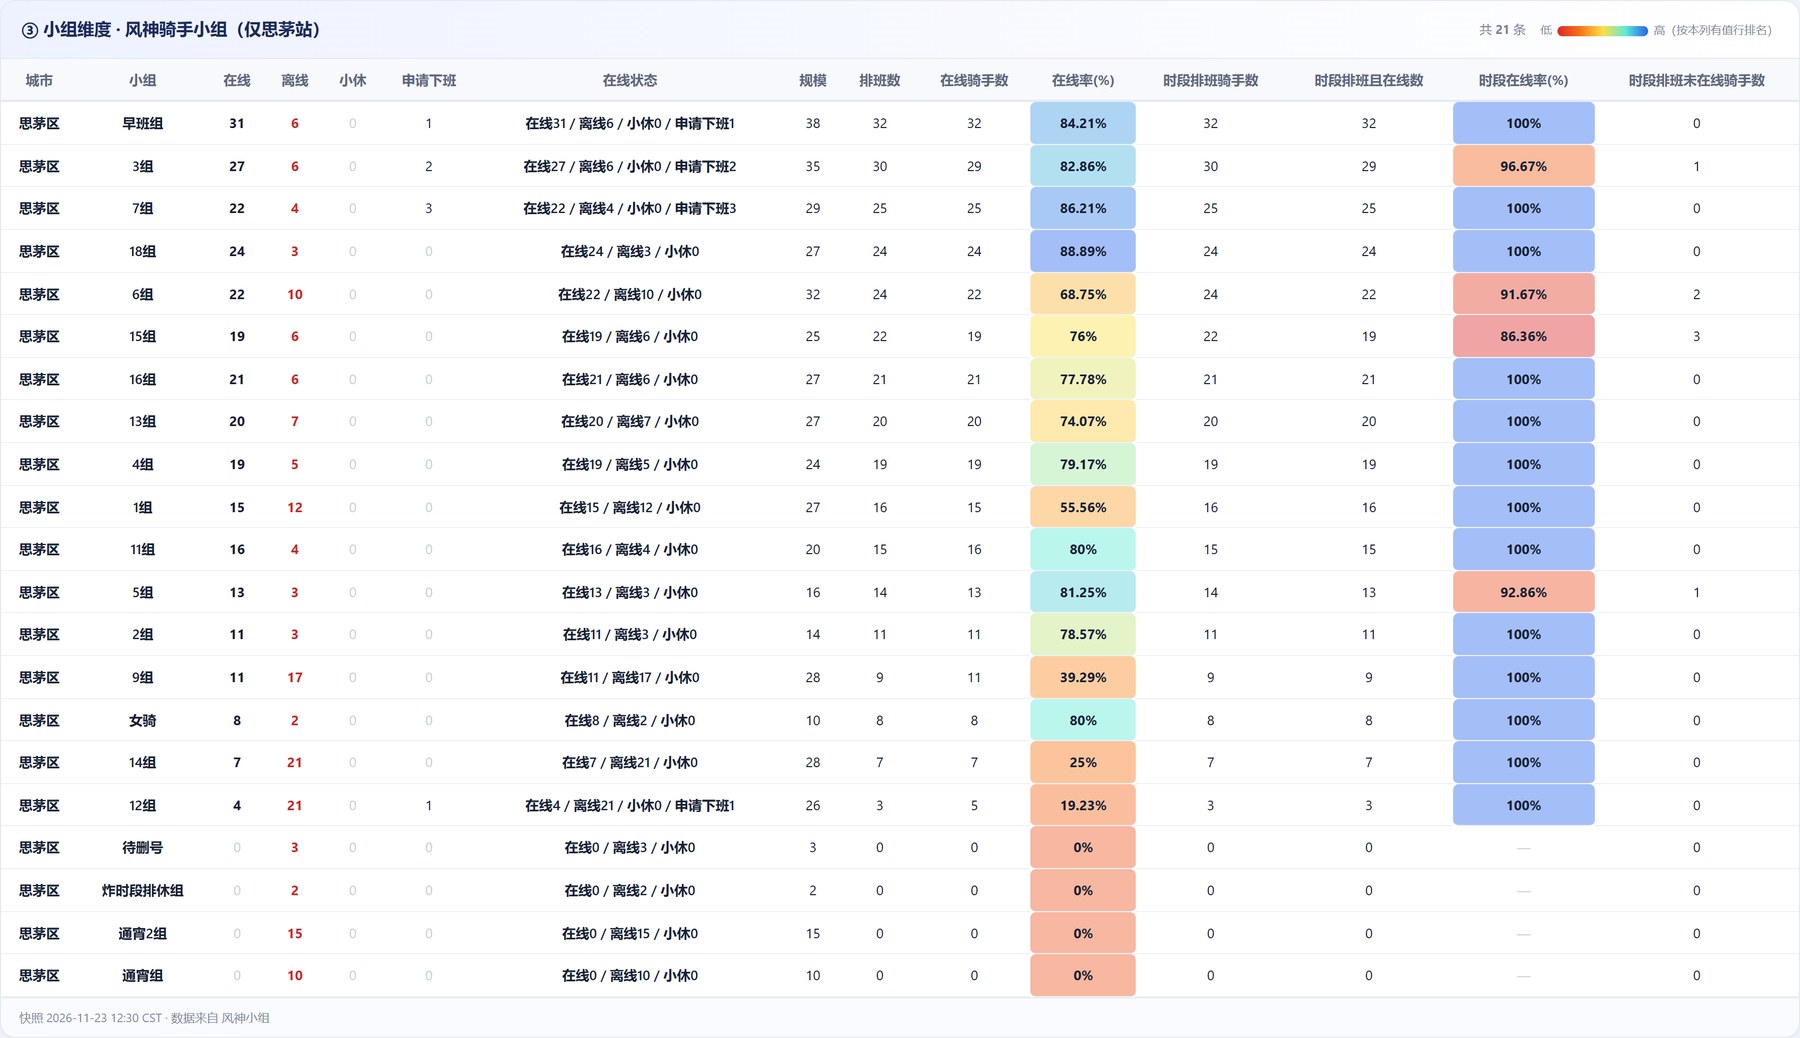 ③ 小组维度 · 风神骑手小组（仅思茅站）
共 21 条 低 高 (按本列有值行排名)
城市 小组 在线 离线 小休 申请下班 在线状态 规模 排班数 在线骑手数 在线率(%) 时段排班骑手数 时段排班且在线数 时段在线率(%) 时段排班未在线骑手数
思茅区 早班组 31 6 0 1 在线31 / 离线6 / 小休0 / 申请下班1 38 32 32 84.21% 32 32 100% 0
思茅区 3组 27 6 0 2 在线27 / 离线6 / 小休0 / 申请下班2 35 30 29 82.86% 30 29 96.67% 1
思茅区 7组 22 4 0 3 在线22 / 离线4 / 小休0 / 申请下班3 29 25 25 86.21% 25 25 100% 0
思茅区 18组 24 3 0 0 在线24 / 离线3 / 小休0 27 24 24 88.89% 24 24 100% 0
思茅区 6组 22 10 0 0 在线22 / 离线10 / 小休0 32 24 22 68.75% 24 22 91.67% 2
思茅区 15组 19 6 0 0 在线19 / 离线6 / 小休0 25 22 19 76% 22 19 86.36% 3
思茅区 16组 21 6 0 0 在线21 / 离线6 / 小休0 27 21 21 77.78% 21 21 100% 0
思茅区 13组 20 7 0 0 在线20 / 离线7 / 小休0 27 20 20 74.07% 20 20 100% 0
思茅区 4组 19 5 0 0 在线19 / 离线5 / 小休0 24 19 19 79.17% 19 19 100% 0
思茅区 1组 15 12 0 0 在线15 / 离线12 / 小休0 27 16 15 55.56% 16 16 100% 0
思茅区 11组 16 4 0 0 在线16 / 离线4 / 小休0 20 15 16 80% 15 15 100% 0
思茅区 5组 13 3 0 0 在线13 / 离线3 / 小休0 16 14 13 81.25% 14 13 92.86% 1
思茅区 2组 11 3 0 0 在线11 / 离线3 / 小休0 14 11 11 78.57% 11 11 100% 0
思茅区 9组 11 17 0 0 在线11 / 离线17 / 小休0 28 9 11 39.29% 9 9 100% 0
思茅区 女骑 8 2 0 0 在线8 / 离线2 / 小休0 10 8 8 80% 8 8 100% 0
思茅区 14组 7 21 0 0 在线7 / 离线21 / 小休0 28 7 7 25% 7 7 100% 0
思茅区 12组 4 21 0 1 在线4 / 离线21 / 小休0 / 申请下班1 26 3 5 19.23% 3 3 100% 0
思茅区 待删号 0 3 0 0 在线0 / 离线3 / 小休0 3 0 0 0% 0 0 — 0
思茅区 炸时段排休组 0 2 0 0 在线0 / 离线2 / 小休0 2 0 0 0% 0 0 — 0
思茅区 通宵2组 0 15 0 0 在线0 / 离线15 / 小休0 15 0 0 0% 0 0 — 0
思茅区 通宵组 0 10 0 0 在线0 / 离线10 / 小休0 10 0 0 0% 0 0 — 0
快照 2026-11-23 12:30 CST · 数据来自 风神小组